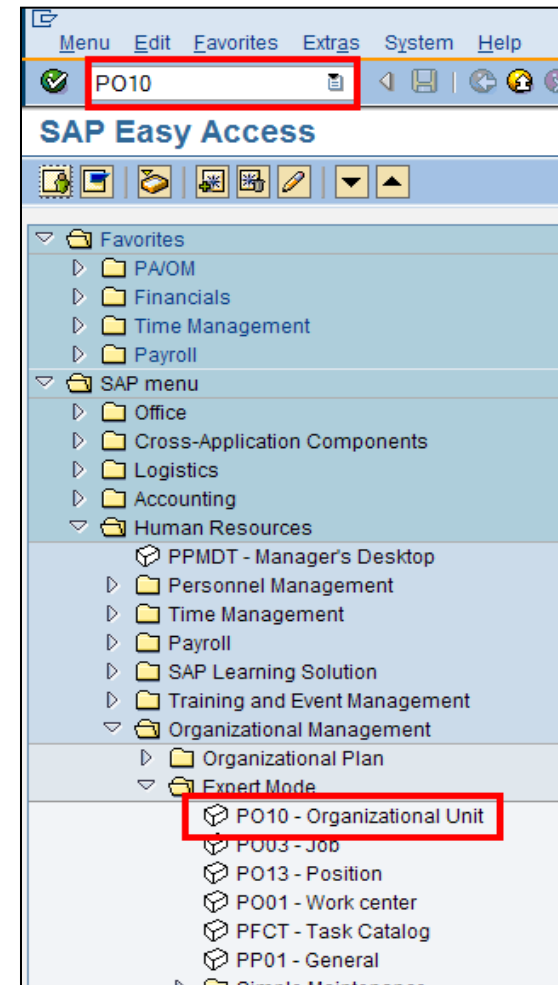 Menu Edit Favorites Extras System Help
PO10
SAP Easy Access
Favorites
PA/OM
Financials
Time Management
Payroll
SAP menu
Office
Cross-Application Components
Logistics
Accounting
Human Resources
PPMDT - Manager's Desktop
Personnel Management
Time Management
Payroll
SAP Learning Solution
Training and Event Management
Organizational Management
Organizational Plan
Expert Mode
PO10 - Organizational Unit
PO03 - Job
PO13 - Position
PO01 - Work center
PFCT - Task Catalog
PP01 - General
Simple Maintenance